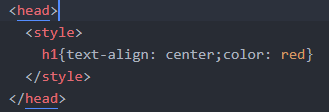 <head>
<style>
h1{text-align: center;color: red}
</style>
</head>